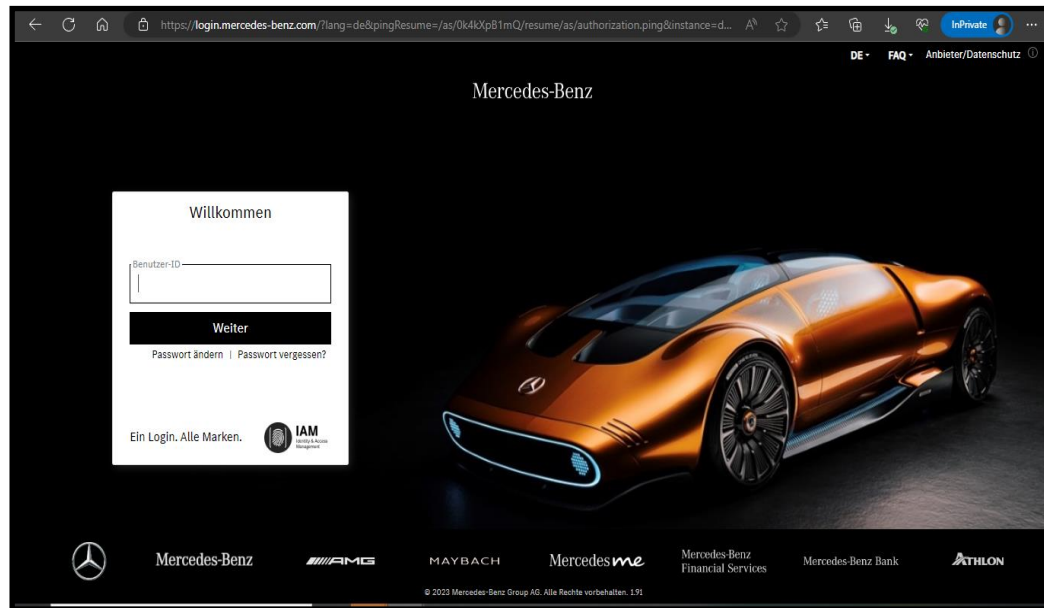 https://login.mercedes-benz.com/?lang=de&pingResume=/as/0k4kXpB1mQ/resume/as/authorization.ping&instance=d...
InPrivate
DE
FAQ
Anbieter/Datenschutz
Mercedes-Benz
Willkommen
Benutzer-ID
Weiter
Passwort ändern | Passwort vergessen?
Ein Login. Alle Marken.
IAM
Identity & Access
Management
Mercedes-Benz
AMG
MAYBACH
Mercedes me
Mercedes-Benz
Financial Services
Mercedes-Benz Bank
ATHLON
© 2023 Mercedes-Benz Group AG. Alle Rechte vorbehalten. 1.91